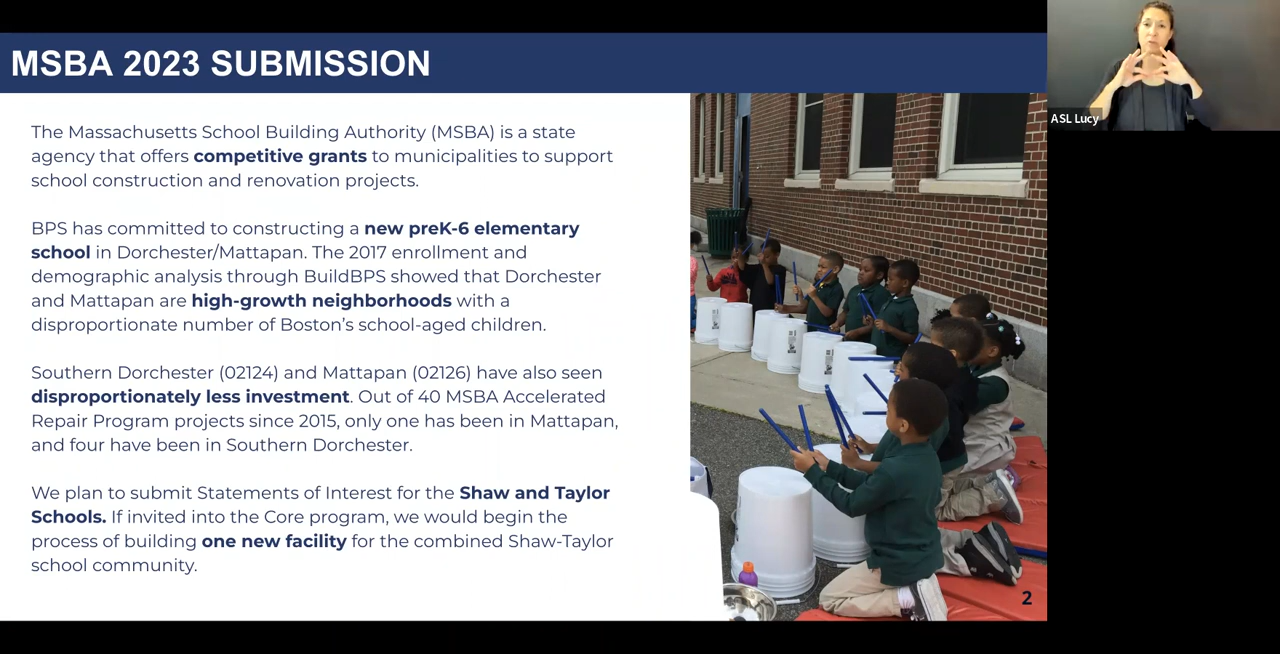 MSBA 2023 SUBMISSION
The Massachusetts School Building Authority (MSBA) is a state
agency that offers competitive grants to municipalities to support
school construction and renovation projects.
BPS has committed to constructing a new preK-6 elementary
school in Dorchester/Mattapan. The 2017 enrollment and
demographic analysis through BuildBPS showed that Dorchester
and Mattapan are high-growth neighborhoods with a
disproportionate number of Boston’s school-aged children.
Southern Dorchester (02124) and Mattapan (02126) have also seen
disproportionately less investment. Out of 40 MSBA Accelerated
Repair Program projects since 2015, only one has been in Mattapan,
and four have been in Southern Dorchester.
We plan to submit Statements of Interest for the Shaw and Taylor
Schools. If invited into the Core program, we would begin the
process of building one new facility for the combined Shaw-Taylor
school community.
2
ASL Lucy